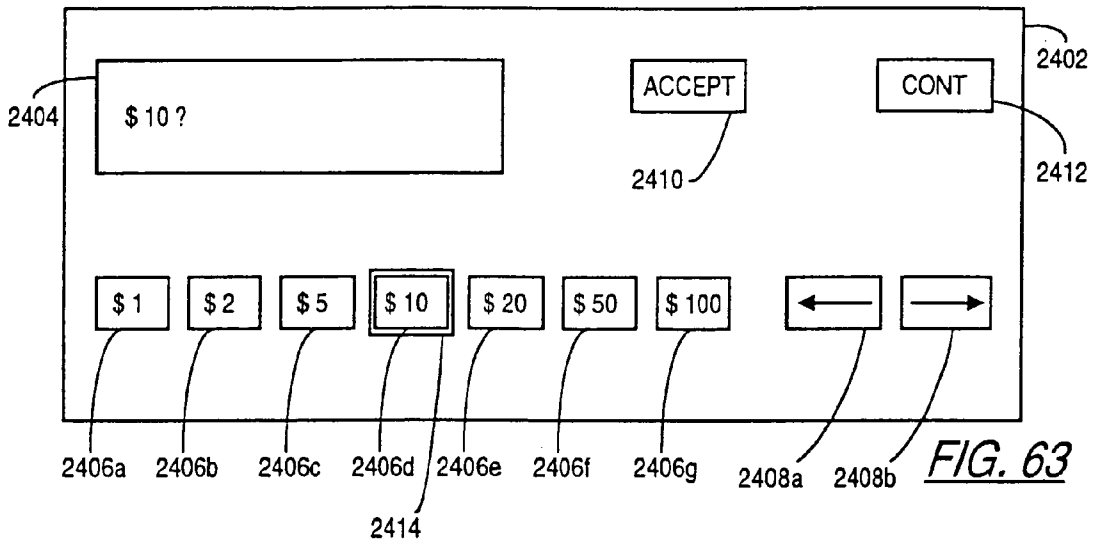 2402
ACCEPT
CONT
2404
$ 10 ?
2410
2412
$ 1
$ 2
$ 5
$ 10
$ 20
$ 50
$ 100
2406a
2406b
2406c
2406d
2406e
2406f
2406g
2408a
2408b
FIG. 63
2414